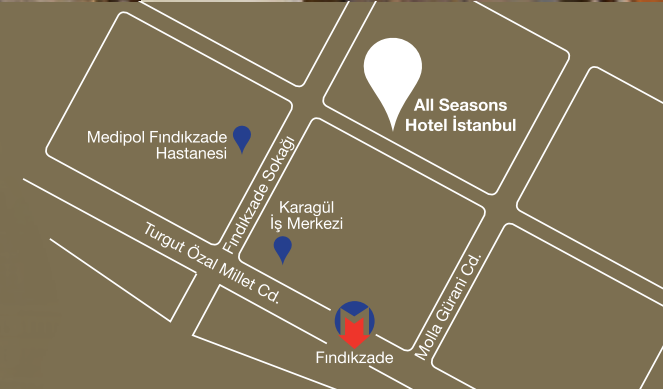 All Seasons
Hotel İstanbul
Medipol Fındıkzade
Hastanesi
Fındıkzade Sokağı
Karagül
İş Merkezi
Turgut Özal Millet Cd.
Molla Gürani Cd.
Fındıkzade